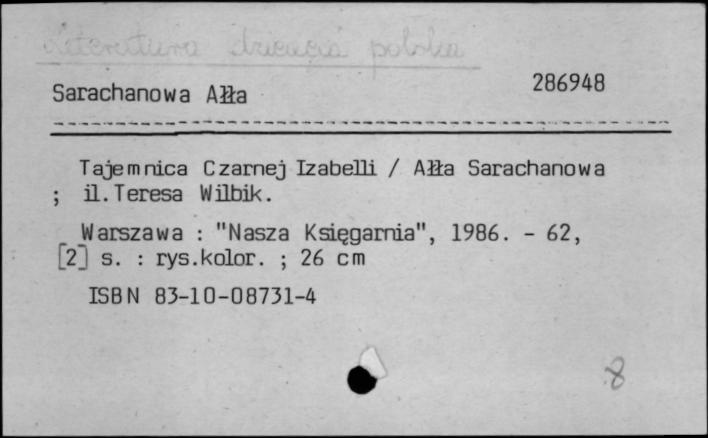 Literatura dziecięca polska
286948
Sarachanowa Ałła
Tajemnica Czarnej Izabelli / Ałła Sarachanowa
; il.Teresa Wilbik.
Warszawa : "Nasza Księgarnia", 1986. - 62,
[2] s. : rys.kolor. ; 26 cm
ISBN 83-10-08731-4
8